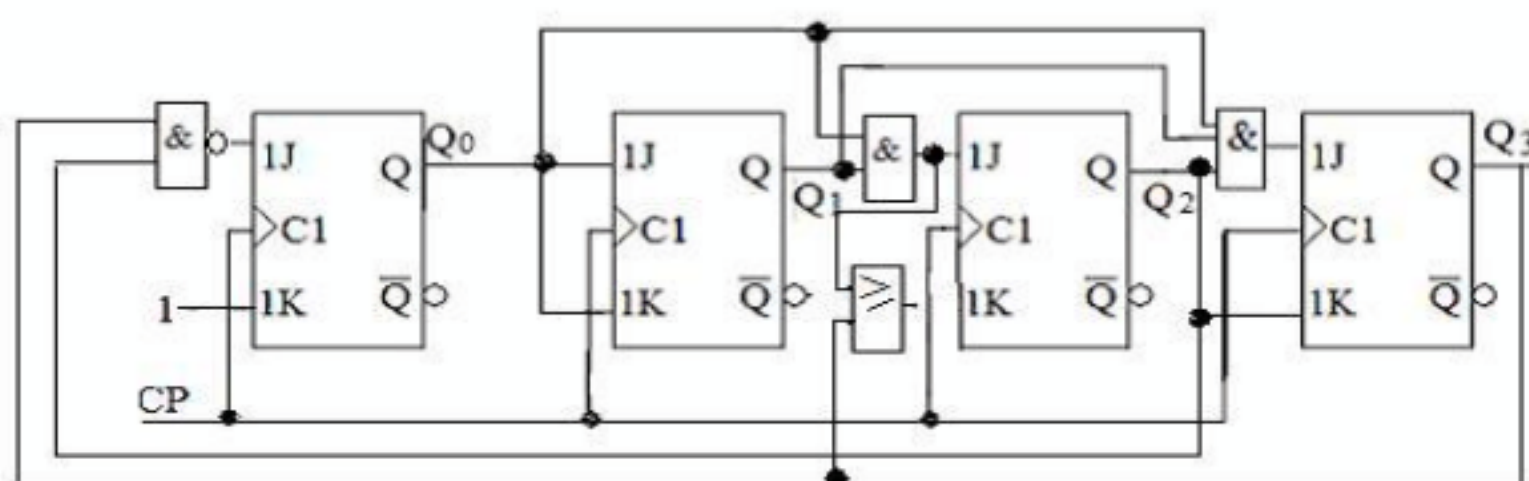 & 1J Q Q0 C1 1 1K Q̅
1J Q Q1 C1 1K Q̅
& ≥
1J Q Q2 C1 1K Q̅
& 1J Q Q3 C1 1K Q̅
CP